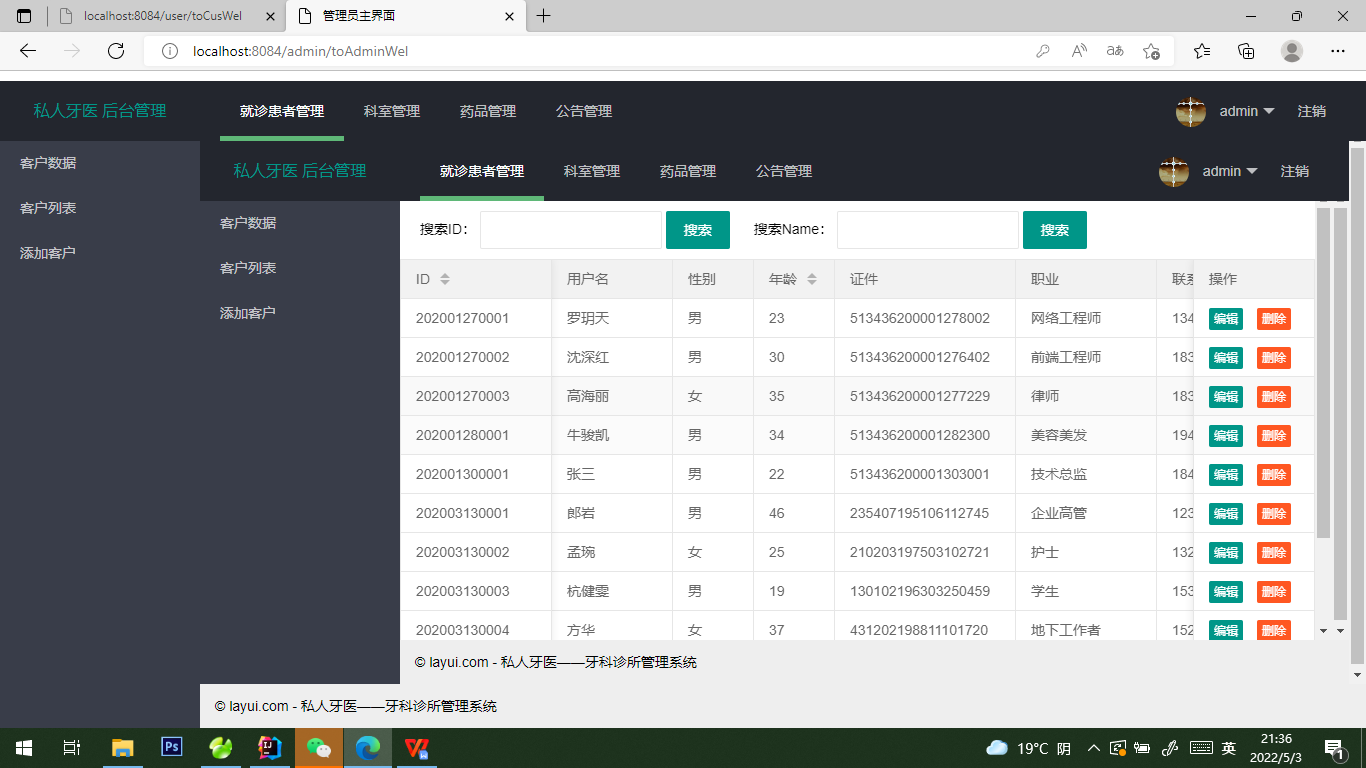 localhost:8084/user/toCusWel
管理员主界面
localhost:8084/admin/toAdminWel
私人牙医 后台管理 就诊患者管理 科室管理 药品管理 公告管理 admin 注销
客户数据
客户列表
添加客户
私人牙医 后台管理 就诊患者管理 科室管理 药品管理 公告管理 admin 注销
客户数据
客户列表
添加客户
搜索ID： 搜索 搜索Name： 搜索
ID 用户名 性别 年龄 证件 职业 联系 操作
202001270001 罗玥天 男 23 513436200001278002 网络工程师 134 编辑 删除
202001270002 沈深红 男 30 513436200001276402 前端工程师 183 编辑 删除
202001270003 高海丽 女 35 513436200001277229 律师 183 编辑 删除
202001280001 牛骏凯 男 34 513436200001282300 美容美发 194 编辑 删除
202001300001 张三 男 22 513436200001303001 技术总监 184 编辑 删除
202003130001 郎岩 男 46 235407195106112745 企业高管 123 编辑 删除
202003130002 孟琬 女 25 210203197503102721 护士 132 编辑 删除
202003130003 杭健雯 男 19 130102196303250459 学生 153 编辑 删除
202003130004 方华 女 37 431202198811101720 地下工作者 152 编辑 删除
© layui.com - 私人牙医——牙科诊所管理系统
© layui.com - 私人牙医——牙科诊所管理系统
19°C 阴 英 21:36
2022/5/3
1